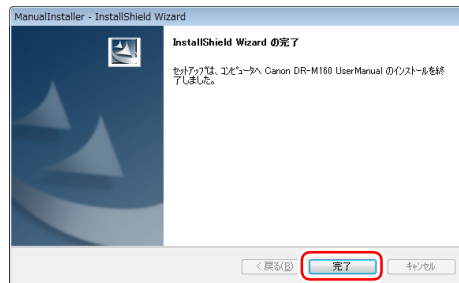 ManualInstaller - InstallShield Wizard
InstallShield Wizard の完了
ｾｯﾄｱｯﾌﾟは、ｺﾝﾋﾟｭｰﾀへ Canon DR-M160 UserManual のｲﾝｽﾄｰﾙを終
了しました。
< 戻る(B)
完了
ｷｬﾝｾﾙ